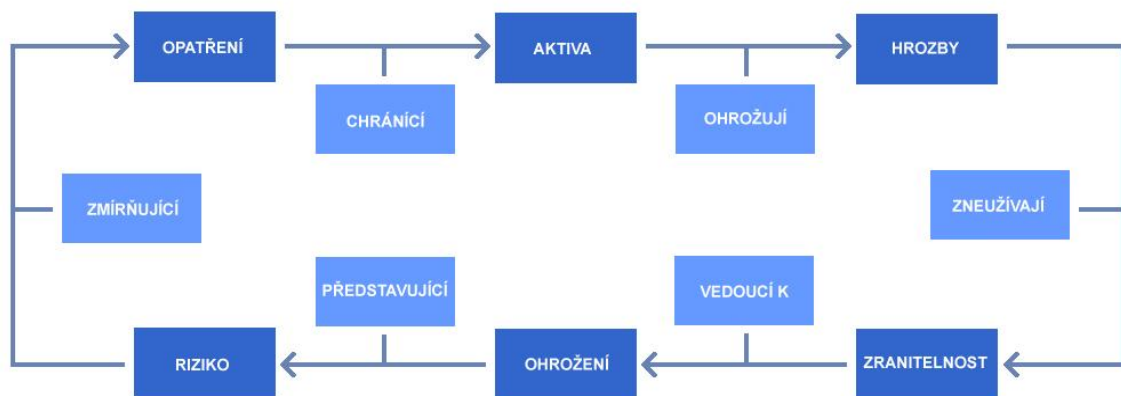 OPATŘENÍ
AKTIVA
HROZBY
CHRÁNÍCÍ
OHROŽUJÍ
ZMÍRŇUJÍCÍ
ZNEUŽÍVAJÍ
PŘEDSTAVUJÍCÍ
VEDOUCÍ K
RIZIKO
OHROŽENÍ
ZRANITELNOST